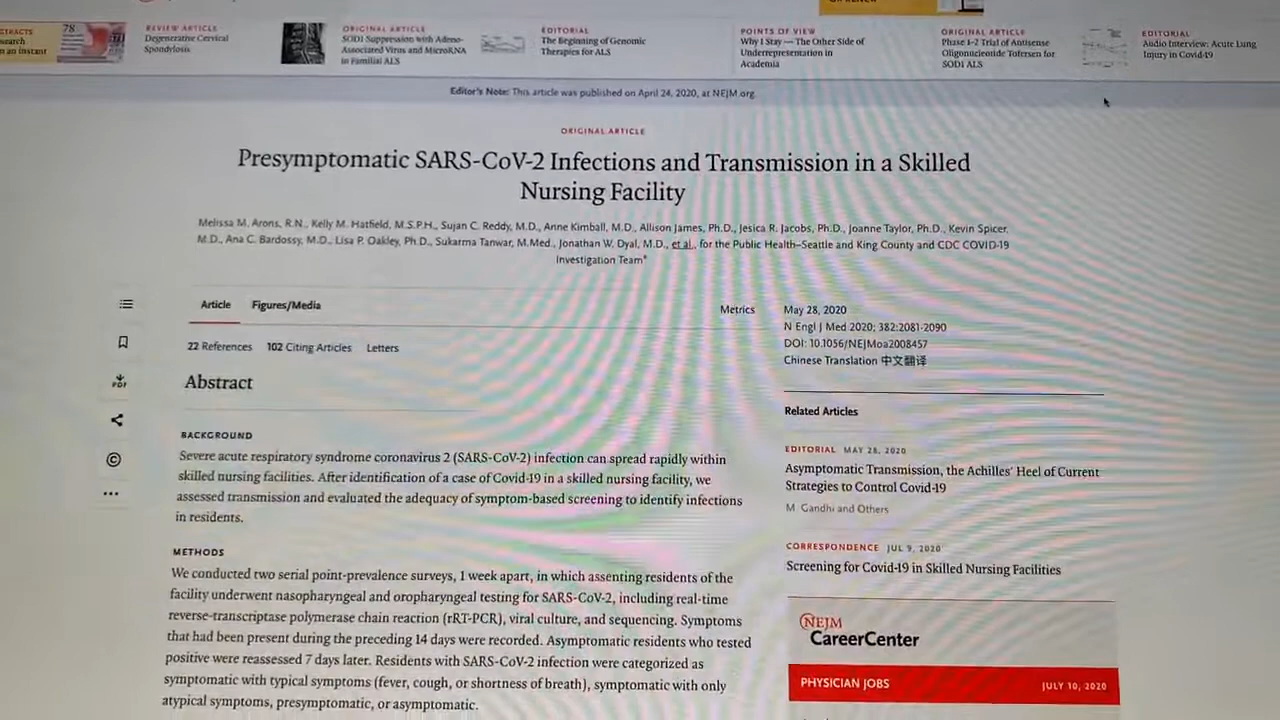 78
search
n an instant
REVIEW ARTICLE
Degenerative Cervical
Spondylosis
ORIGINAL ARTICLE
SOD1 Suppression with Adeno-
Associated Virus and MicroRNA
in Familial ALS
EDITORIAL
The Beginning of Genomic
Therapies for ALS
POINTS OF VIEW
Why I Stay — The Other Side of
Underrepresentation in
Academia
ORIGINAL ARTICLE
Phase 1–2 Trial of Antisense
Oligonucleotide Tofersen for
SOD1 ALS
EDITORIAL
Audio Interview: Acute Lung
Injury in Covid-19
Editor's Note: This article was published on April 24, 2020, at NEJM.org.
ORIGINAL ARTICLE
Presymptomatic SARS-CoV-2 Infections and Transmission in a Skilled
Nursing Facility
Melissa M. Arons, R.N., Kelly M. Hatfield, M.S.P.H., Sujan C. Reddy, M.D., Anne Kimball, M.D., Allison James, Ph.D., Jesica R. Jacobs, Ph.D., Joanne Taylor, Ph.D., Kevin Spicer,
M.D., Ana C. Bardossy, M.D., Lisa P. Oakley, Ph.D., Sukarma Tanwar, M.Med., Jonathan W. Dyal, M.D., et al., for the Public Health–Seattle and King County and CDC COVID-19
Investigation Team*
Article Figures/Media
Metrics
22 References 102 Citing Articles Letters
May 28, 2020
N Engl J Med 2020; 382:2081-2090
DOI: 10.1056/NEJMoa2008457
Chinese Translation 中文翻译
PDF
©
Abstract
BACKGROUND
Severe acute respiratory syndrome coronavirus 2 (SARS-CoV-2) infection can spread rapidly within
skilled nursing facilities. After identification of a case of Covid-19 in a skilled nursing facility, we
assessed transmission and evaluated the adequacy of symptom-based screening to identify infections
in residents.
METHODS
We conducted two serial point-prevalence surveys, 1 week apart, in which assenting residents of the
facility underwent nasopharyngeal and oropharyngeal testing for SARS-CoV-2, including real-time
reverse-transcriptase polymerase chain reaction (rRT-PCR), viral culture, and sequencing. Symptoms
that had been present during the preceding 14 days were recorded. Asymptomatic residents who tested
positive were reassessed 7 days later. Residents with SARS-CoV-2 infection were categorized as
symptomatic with typical symptoms (fever, cough, or shortness of breath), symptomatic with only
atypical symptoms, presymptomatic, or asymptomatic.
Related Articles
EDITORIAL MAY 28, 2020
Asymptomatic Transmission, the Achilles' Heel of Current
Strategies to Control Covid-19
M. Gandhi and Others
CORRESPONDENCE JUL 9, 2020
Screening for Covid-19 in Skilled Nursing Facilities
NEJM
CareerCenter
PHYSICIAN JOBS JULY 10, 2020